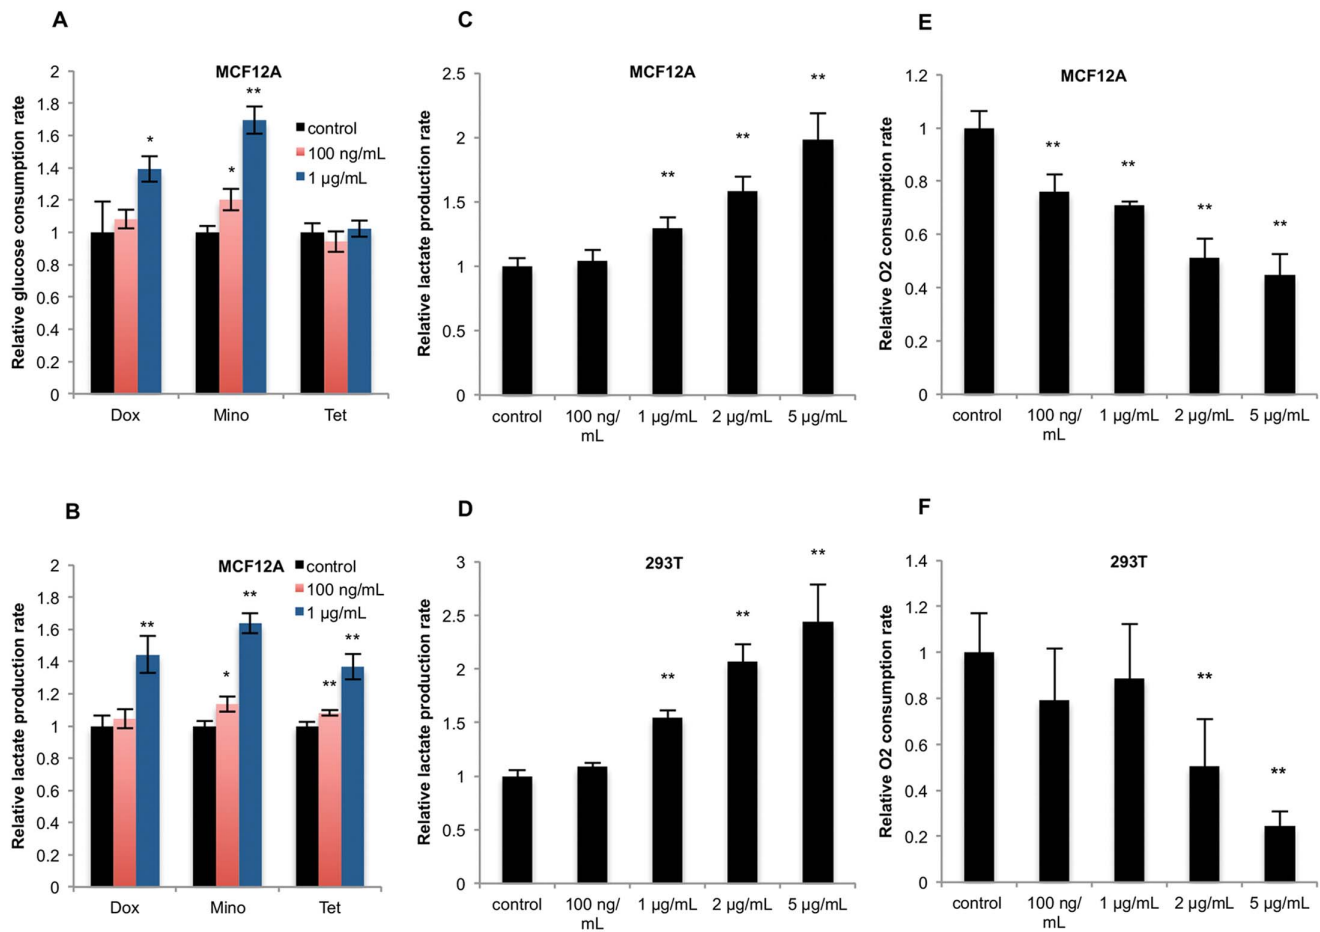 A
MCF12A
Relative glucose consumption rate
2
1.8
1.6
1.4
1.2
1
0.8
0.6
0.4
0.2
0
control
100 ng/mL
1 µg/mL
*
*
**
Dox
Mino
Tet
B
MCF12A
Relative lactate production rate
2
1.8
1.6
1.4
1.2
1
0.8
0.6
0.4
0.2
0
control
100 ng/mL
1 µg/mL
**
*
**
**
**
Dox
Mino
Tet
C
MCF12A
Relative lactate production rate
2.5
2
1.5
1
0.5
0
**
**
**
control
100 ng/
mL
1 µg/mL
2 µg/mL
5 µg/mL
D
293T
Relative lactate production rate
3
2.5
2
1.5
1
0.5
0
**
**
**
control
100 ng/
mL
1 µg/mL
2 µg/mL
5 µg/mL
E
MCF12A
Relative O2 consumption rate
1.2
1
0.8
0.6
0.4
0.2
0
**
**
**
**
control
100 ng/
mL
1 µg/mL
2 µg/mL
5 µg/mL
F
293T
Relative O2 consumption rate
1.4
1.2
1
0.8
0.6
0.4
0.2
0
**
**
control
100 ng/
mL
1 µg/mL
2 µg/mL
5 µg/mL